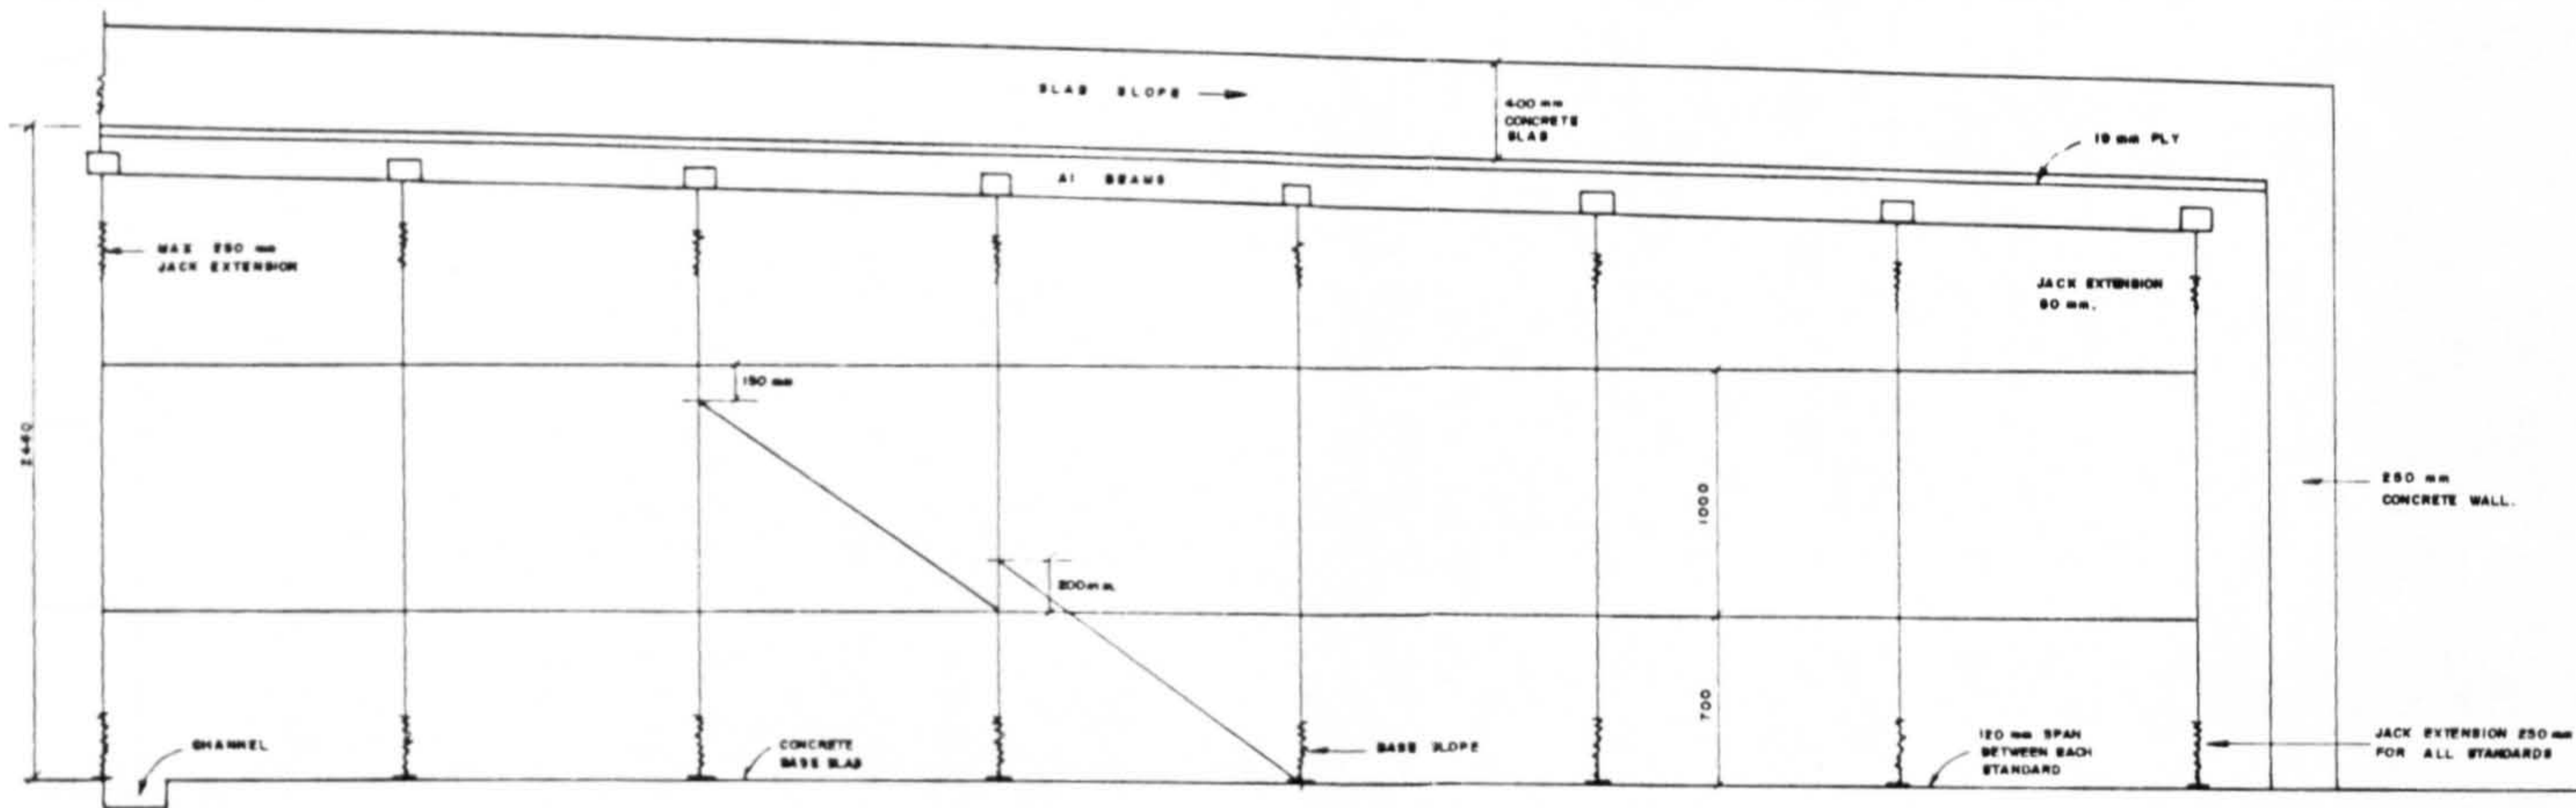 SLAB SLOPE
400 mm
CONCRETE
SLAB
19 mm PLY
A1 BEAMS
MAX 250 mm
JACK EXTENSION
JACK EXTENSION
60 mm.
150 mm
2460
1000
250 mm
CONCRETE WALL.
200 mm.
700
CHANNEL
CONCRETE
BASE SLAB
BASE SLOPE
120 mm SPAN
BETWEEN EACH
STANDARD
JACK EXTENSION 250 mm
FOR ALL STANDARDS